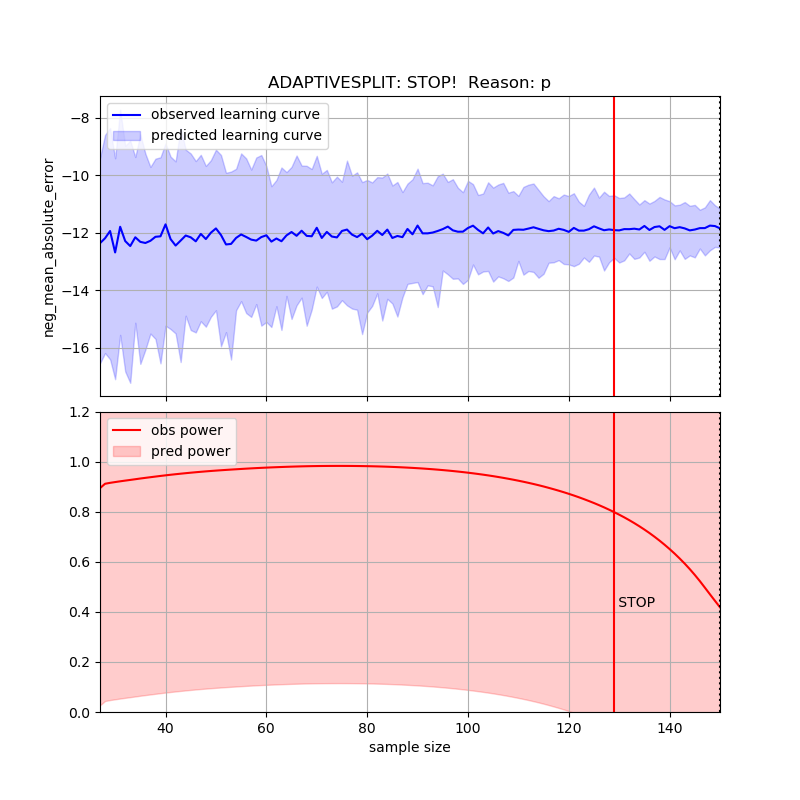 ADAPTIVESPLIT: STOP!  Reason: p
observed learning curve
predicted learning curve
neg_mean_absolute_error
−8
−10
−12
−14
−16
obs power
pred power
1.2
1.0
0.8
0.6
0.4
0.2
0.0
STOP
40 60 80 100 120 140
sample size